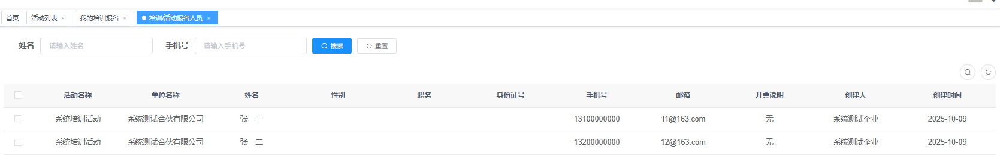 首页 活动列表 × 我的培训报名 × 培训/活动报名人员 ×
姓名 请输入姓名 手机号 请输入手机号 搜索 重置
活动名称 单位名称 姓名 性别 职务 身份证号 手机号 邮箱 开票说明 创建人 创建时间
系统培训活动 系统测试合伙有限公司 张三一 13100000000 11@163.com 无 系统测试企业 2025-10-09
系统培训活动 系统测试合伙有限公司 张三二 13200000000 12@163.com 无 系统测试企业 2025-10-09